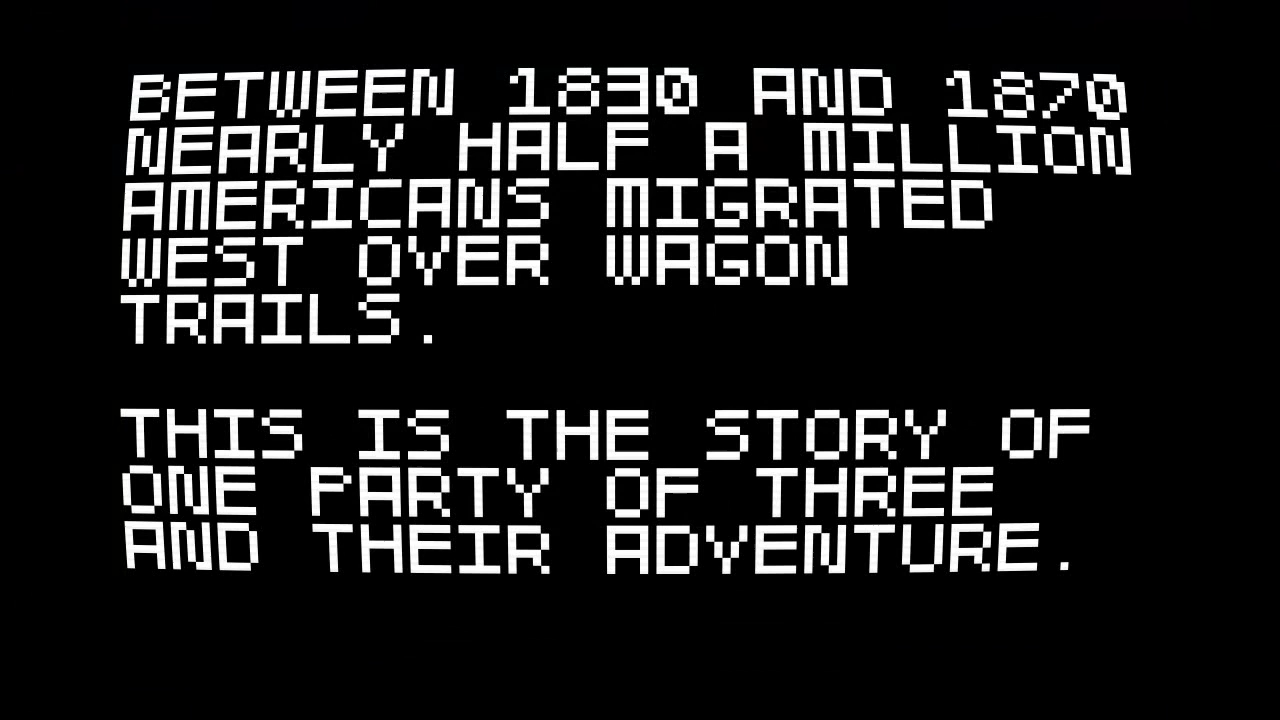 BETWEEN 1830 AND 1870
NEARLY HALF A MILLION
AMERICANS MIGRATED
WEST OVER WAGON
TRAILS.
THIS IS THE STORY OF
ONE PARTY OF THREE
AND THEIR ADVENTURE.